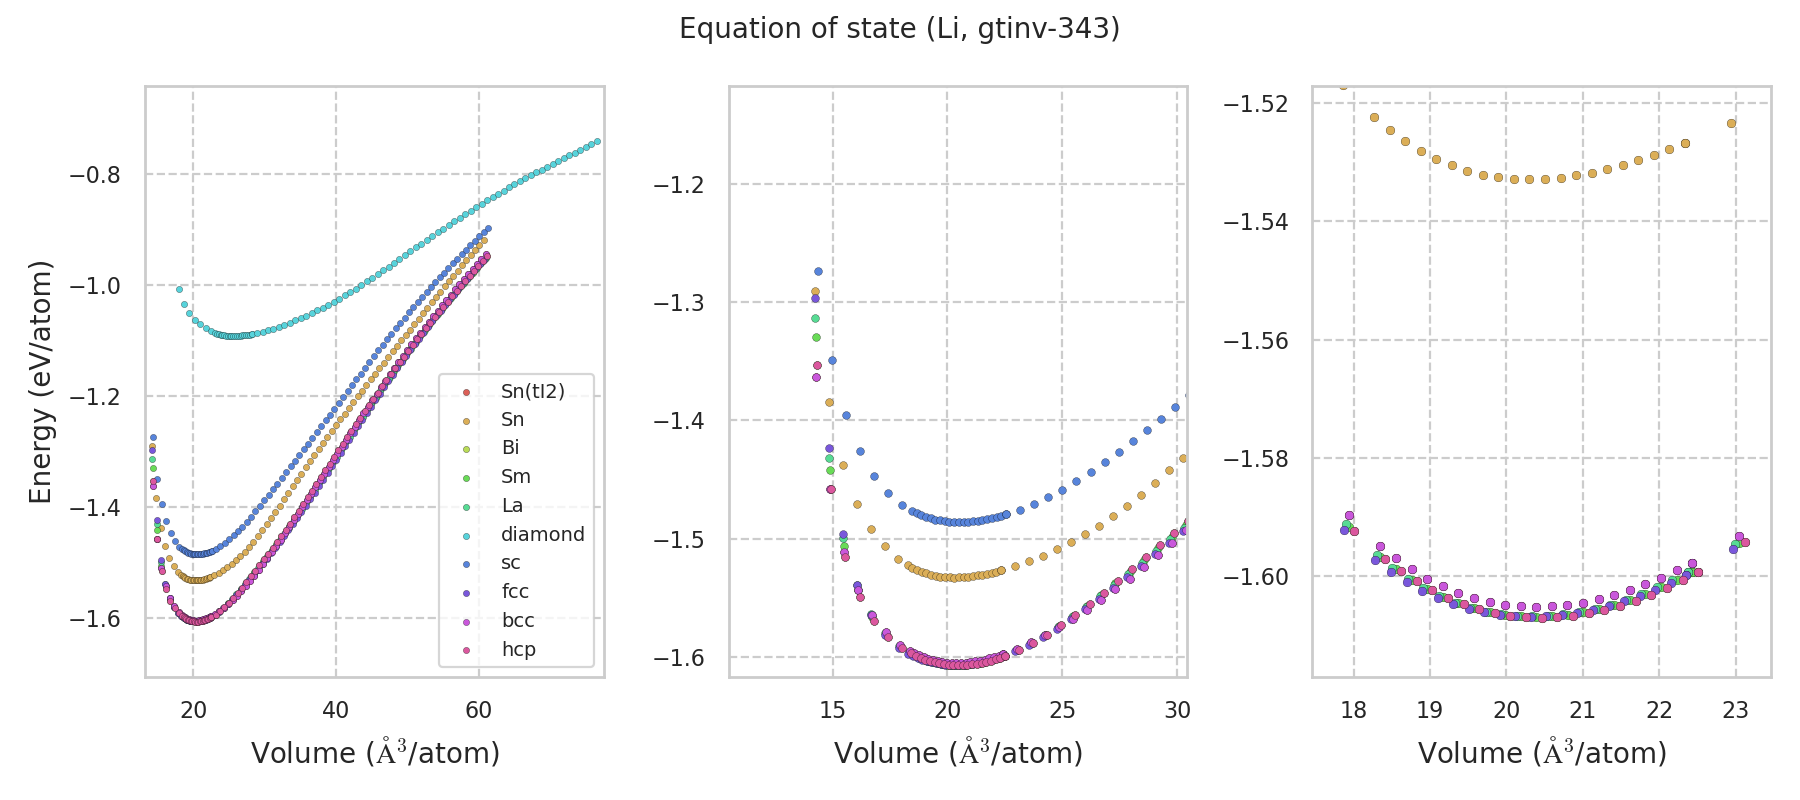 Equation of state (Li, gtinv-343)
Energy (eV/atom)
−0.8
−1.0
−1.2
−1.4
−1.6
20
40
60
Volume (Å³/atom)
Sn(tI2)
Sn
Bi
Sm
La
diamond
sc
fcc
bcc
hcp
−1.2
−1.3
−1.4
−1.5
−1.6
15
20
25
30
Volume (Å³/atom)
−1.52
−1.54
−1.56
−1.58
−1.60
18
19
20
21
22
23
Volume (Å³/atom)